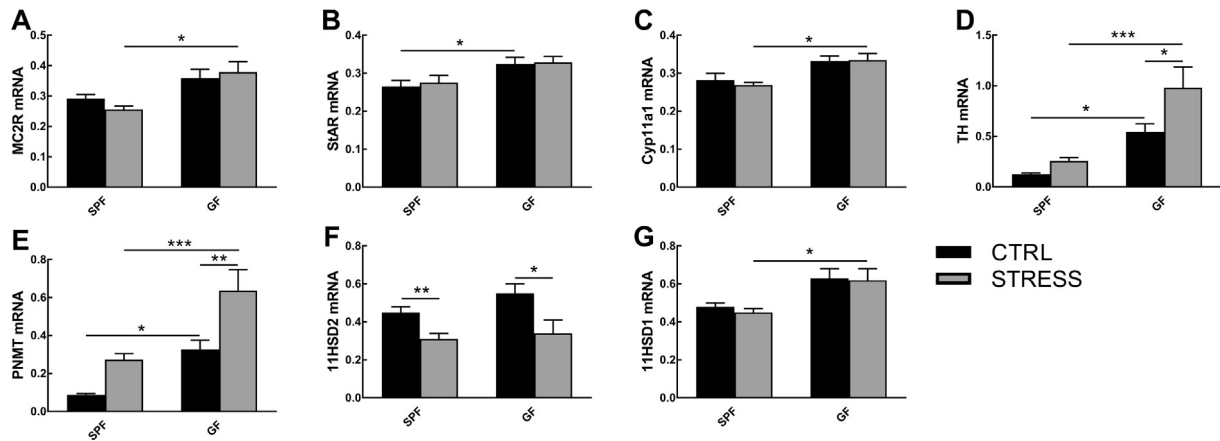 A
MC2R mRNA
0.5
0.4
0.3
0.2
0.1
0.0
*
SPF
GF
B
StAR mRNA
0.4
0.3
0.2
0.1
0.0
*
SPF
GF
C
Cyp11a1 mRNA
0.4
0.3
0.2
0.1
0.0
*
SPF
GF
D
TH mRNA
1.5
1.0
0.5
0.0
***
*
*
SPF
GF
E
PNMT mRNA
0.8
0.6
0.4
0.2
0.0
***
**
*
SPF
GF
F
11HSD2 mRNA
0.8
0.6
0.4
0.2
0.0
**
*
SPF
GF
G
11HSD1 mRNA
0.8
0.6
0.4
0.2
0.0
*
SPF
GF
CTRL
STRESS